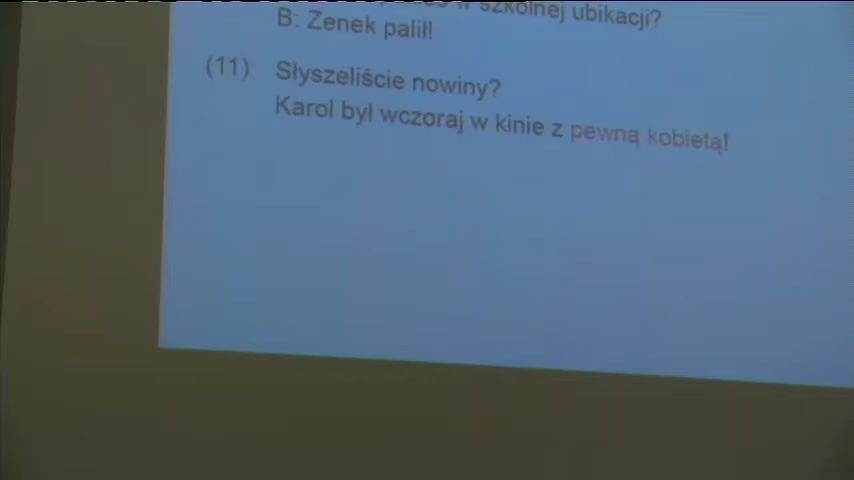 szkolnej ubikacji?
B: Zenek palił!
(11) Słyszeliście nowiny?
Karol był wczoraj w kinie z pewną kobietą!